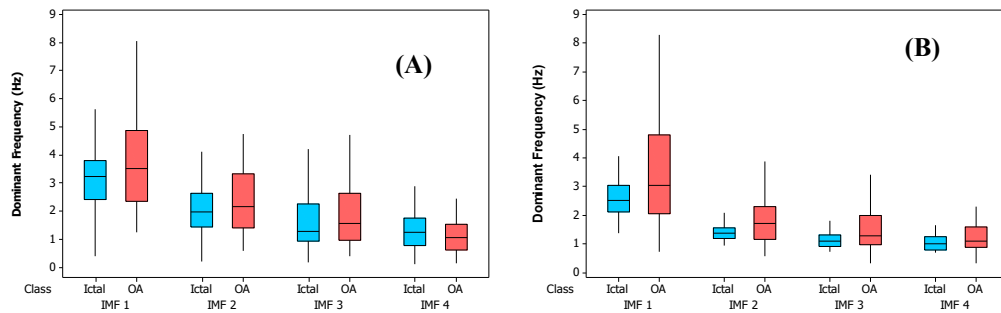 (A)
Dominant Frequency (Hz)
9
8
7
6
5
4
3
2
1
0
Class Ictal OA Ictal OA Ictal OA Ictal OA
IMF 1 IMF 2 IMF 3 IMF 4
(B)
Dominant Frequency (Hz)
9
8
7
6
5
4
3
2
1
0
Class Ictal OA Ictal OA Ictal OA Ictal OA
IMF 1 IMF 2 IMF 3 IMF 4